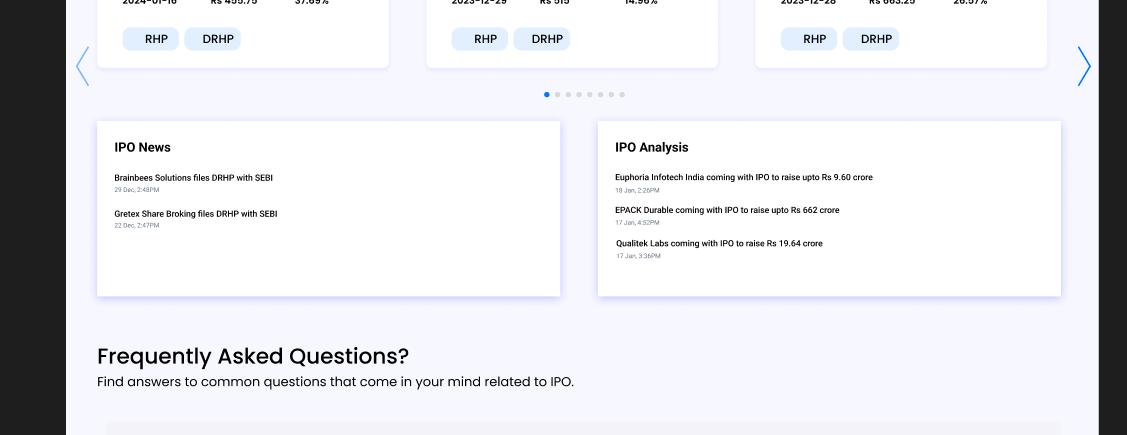 2024-01-16 Rs 455.75 37.69%
2023-12-29 Rs 515 14.96%
2023-12-28 Rs 663.25 26.57%
RHP DRHP
RHP DRHP
RHP DRHP
IPO News
Brainbees Solutions files DRHP with SEBI
29 Dec, 2:48PM
Gretex Share Broking files DRHP with SEBI
22 Dec, 2:47PM
IPO Analysis
Euphoria Infotech India coming with IPO to raise upto Rs 9.60 crore
18 Jan, 2:26PM
EPACK Durable coming with IPO to raise upto Rs 662 crore
17 Jan, 4:52PM
Qualitek Labs coming with IPO to raise Rs 19.64 crore
17 Jan, 3:36PM
Frequently Asked Questions?
Find answers to common questions that come in your mind related to IPO.